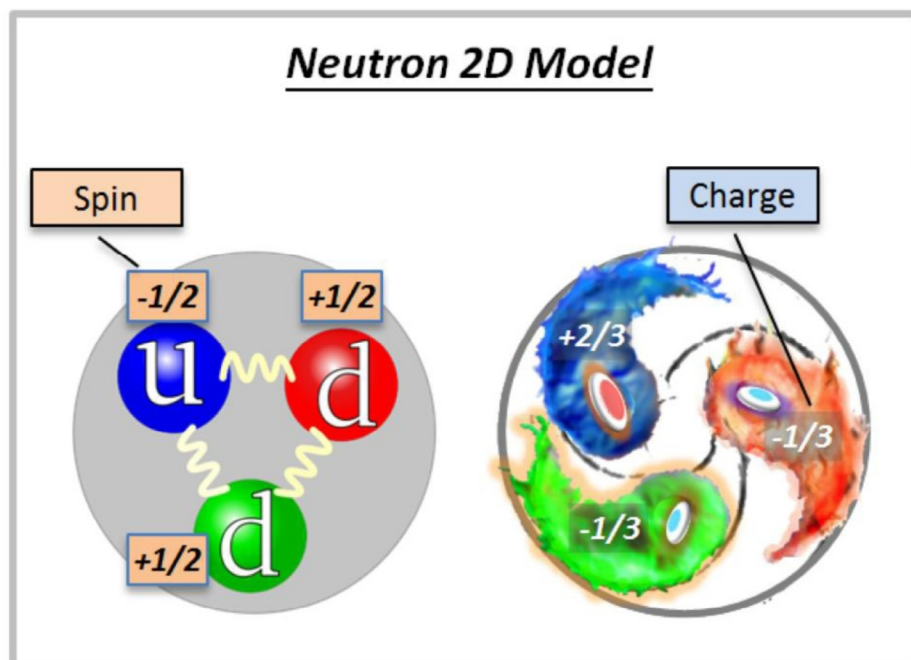 Neutron 2D Model
Spin
Charge
-1/2
+1/2
u
d
d
+1/2
+2/3
-1/3
-1/3